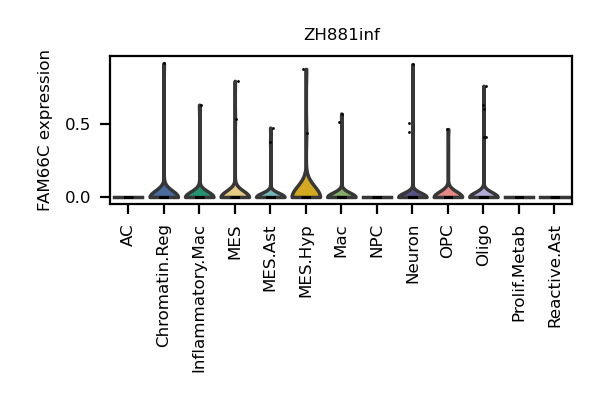 ZH881inf
FAM66C expression
0.5
0.0
AC
Chromatin.Reg
Inflammatory.Mac
MES
MES.Ast
MES.Hyp
Mac
NPC
Neuron
OPC
Oligo
Prolif.Metab
Reactive.Ast